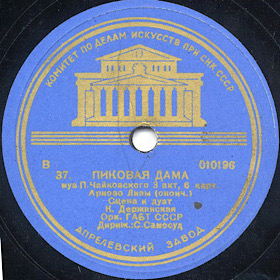 КОМИТЕТ ПО ДЕЛАМ ИСКУССТВ ПРИ СНК СССР
В 010196
37. ПИКОВАЯ ДАМА
муз П. Чайковского 3 акт, 6 карт
Ариозо Лизы (оконч.)
Сцена и дуэт
К. Держинская
Орк. ГАБТ СССР
Дириж.: С. Самосуд
АПРЕЛЕВСКИЙ ЗАВОД